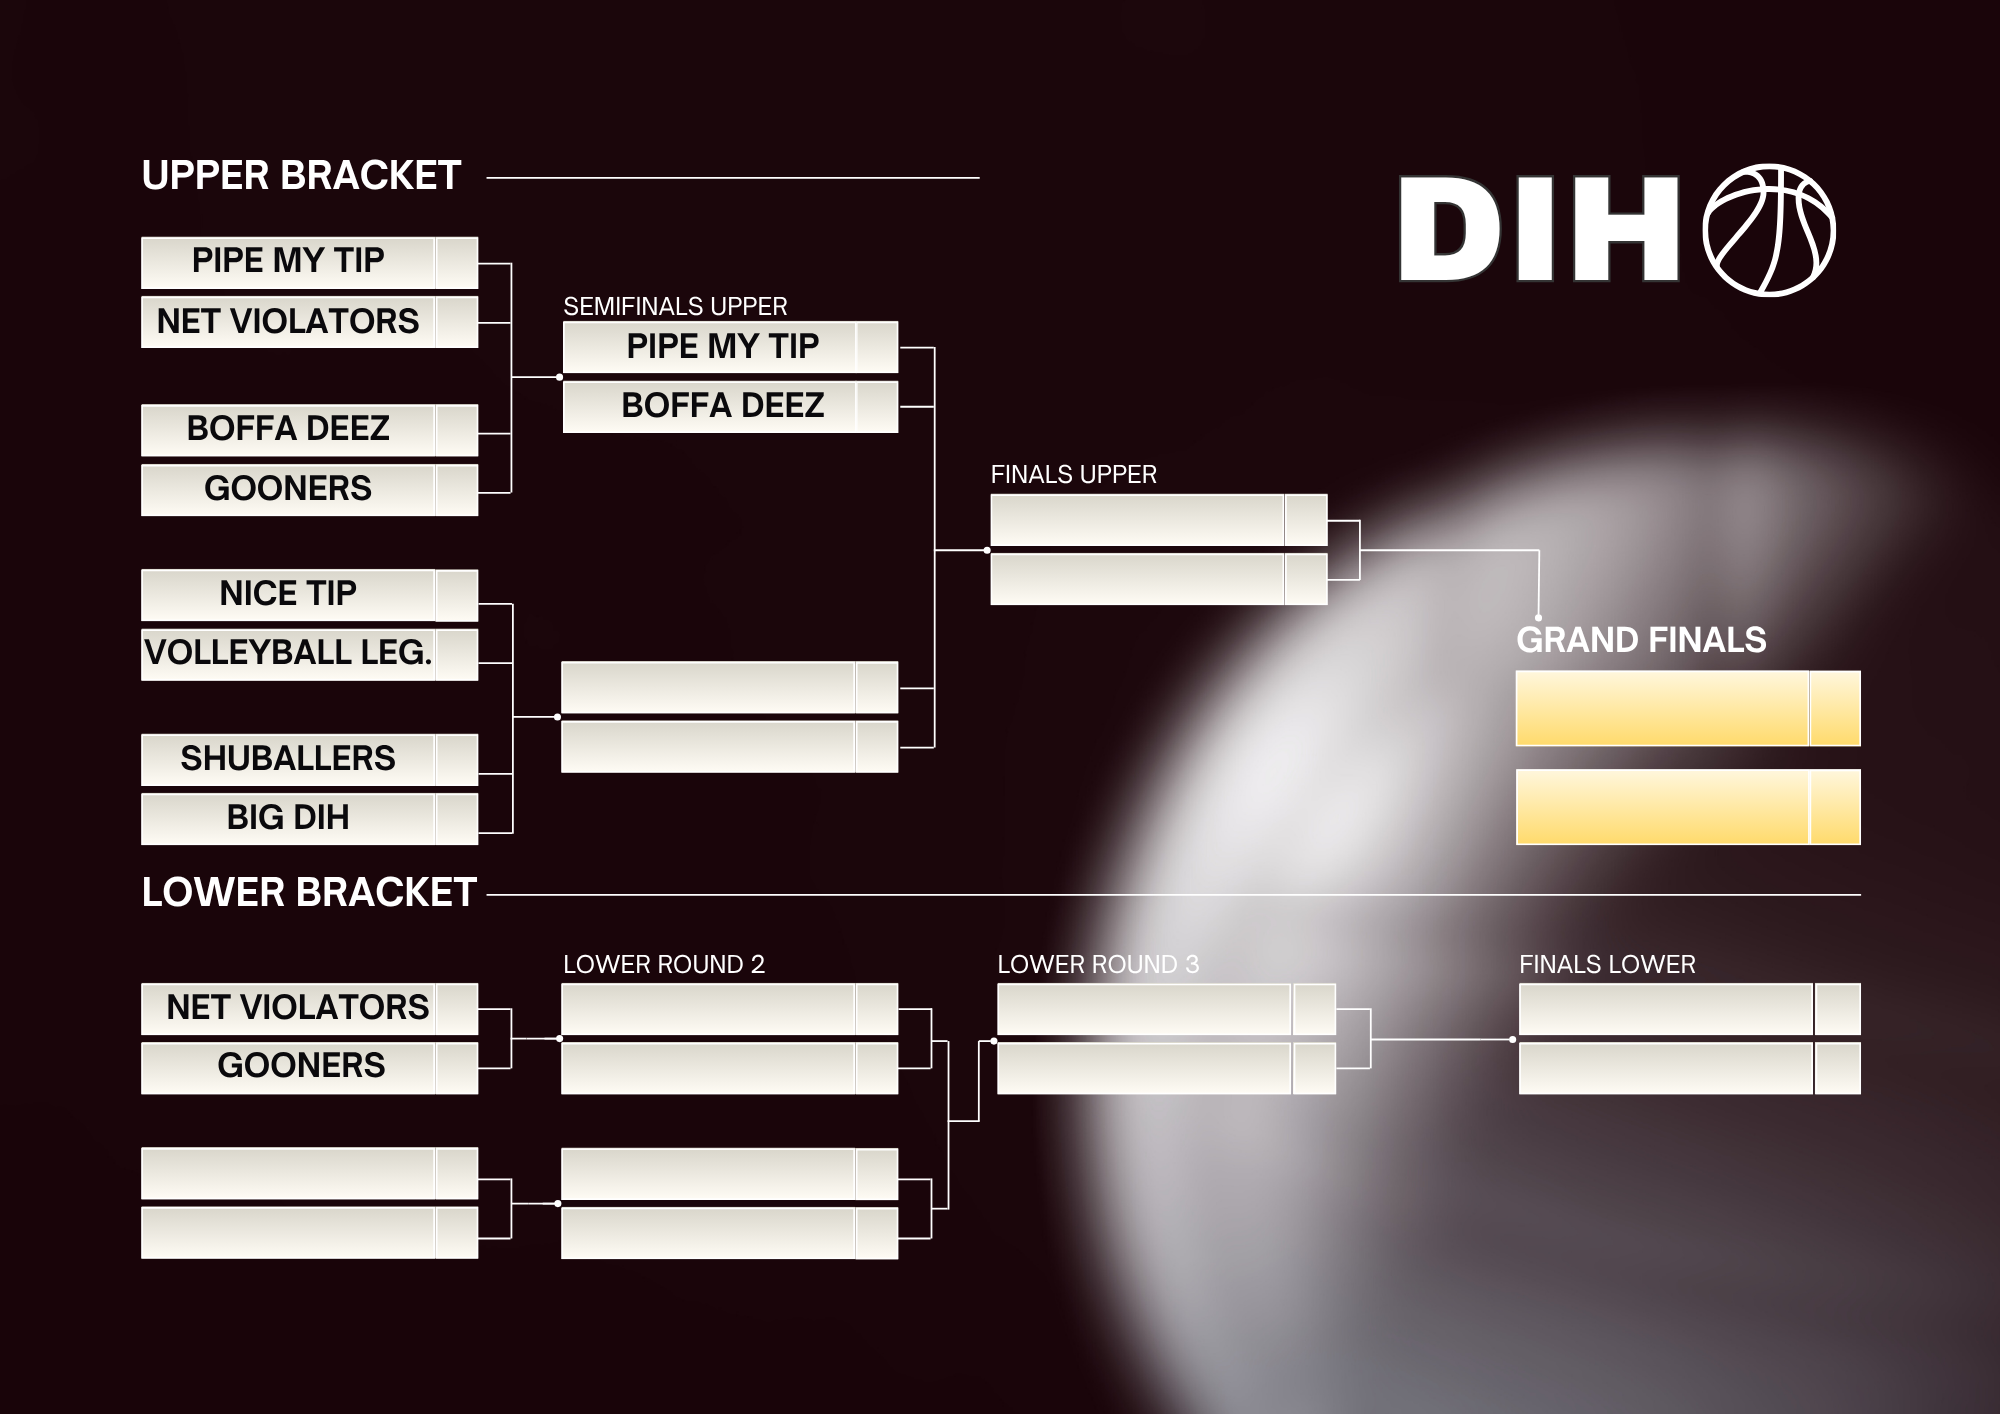 UPPER BRACKET
DIH
PIPE MY TIP
NET VIOLATORS
BOFFA DEEZ
GOONERS
NICE TIP
VOLLEYBALL LEG.
SHUBALLERS
BIG DIH
SEMIFINALS UPPER
PIPE MY TIP
BOFFA DEEZ
FINALS UPPER
GRAND FINALS
LOWER BRACKET
NET VIOLATORS
GOONERS
LOWER ROUND 2
LOWER ROUND 3
FINALS LOWER